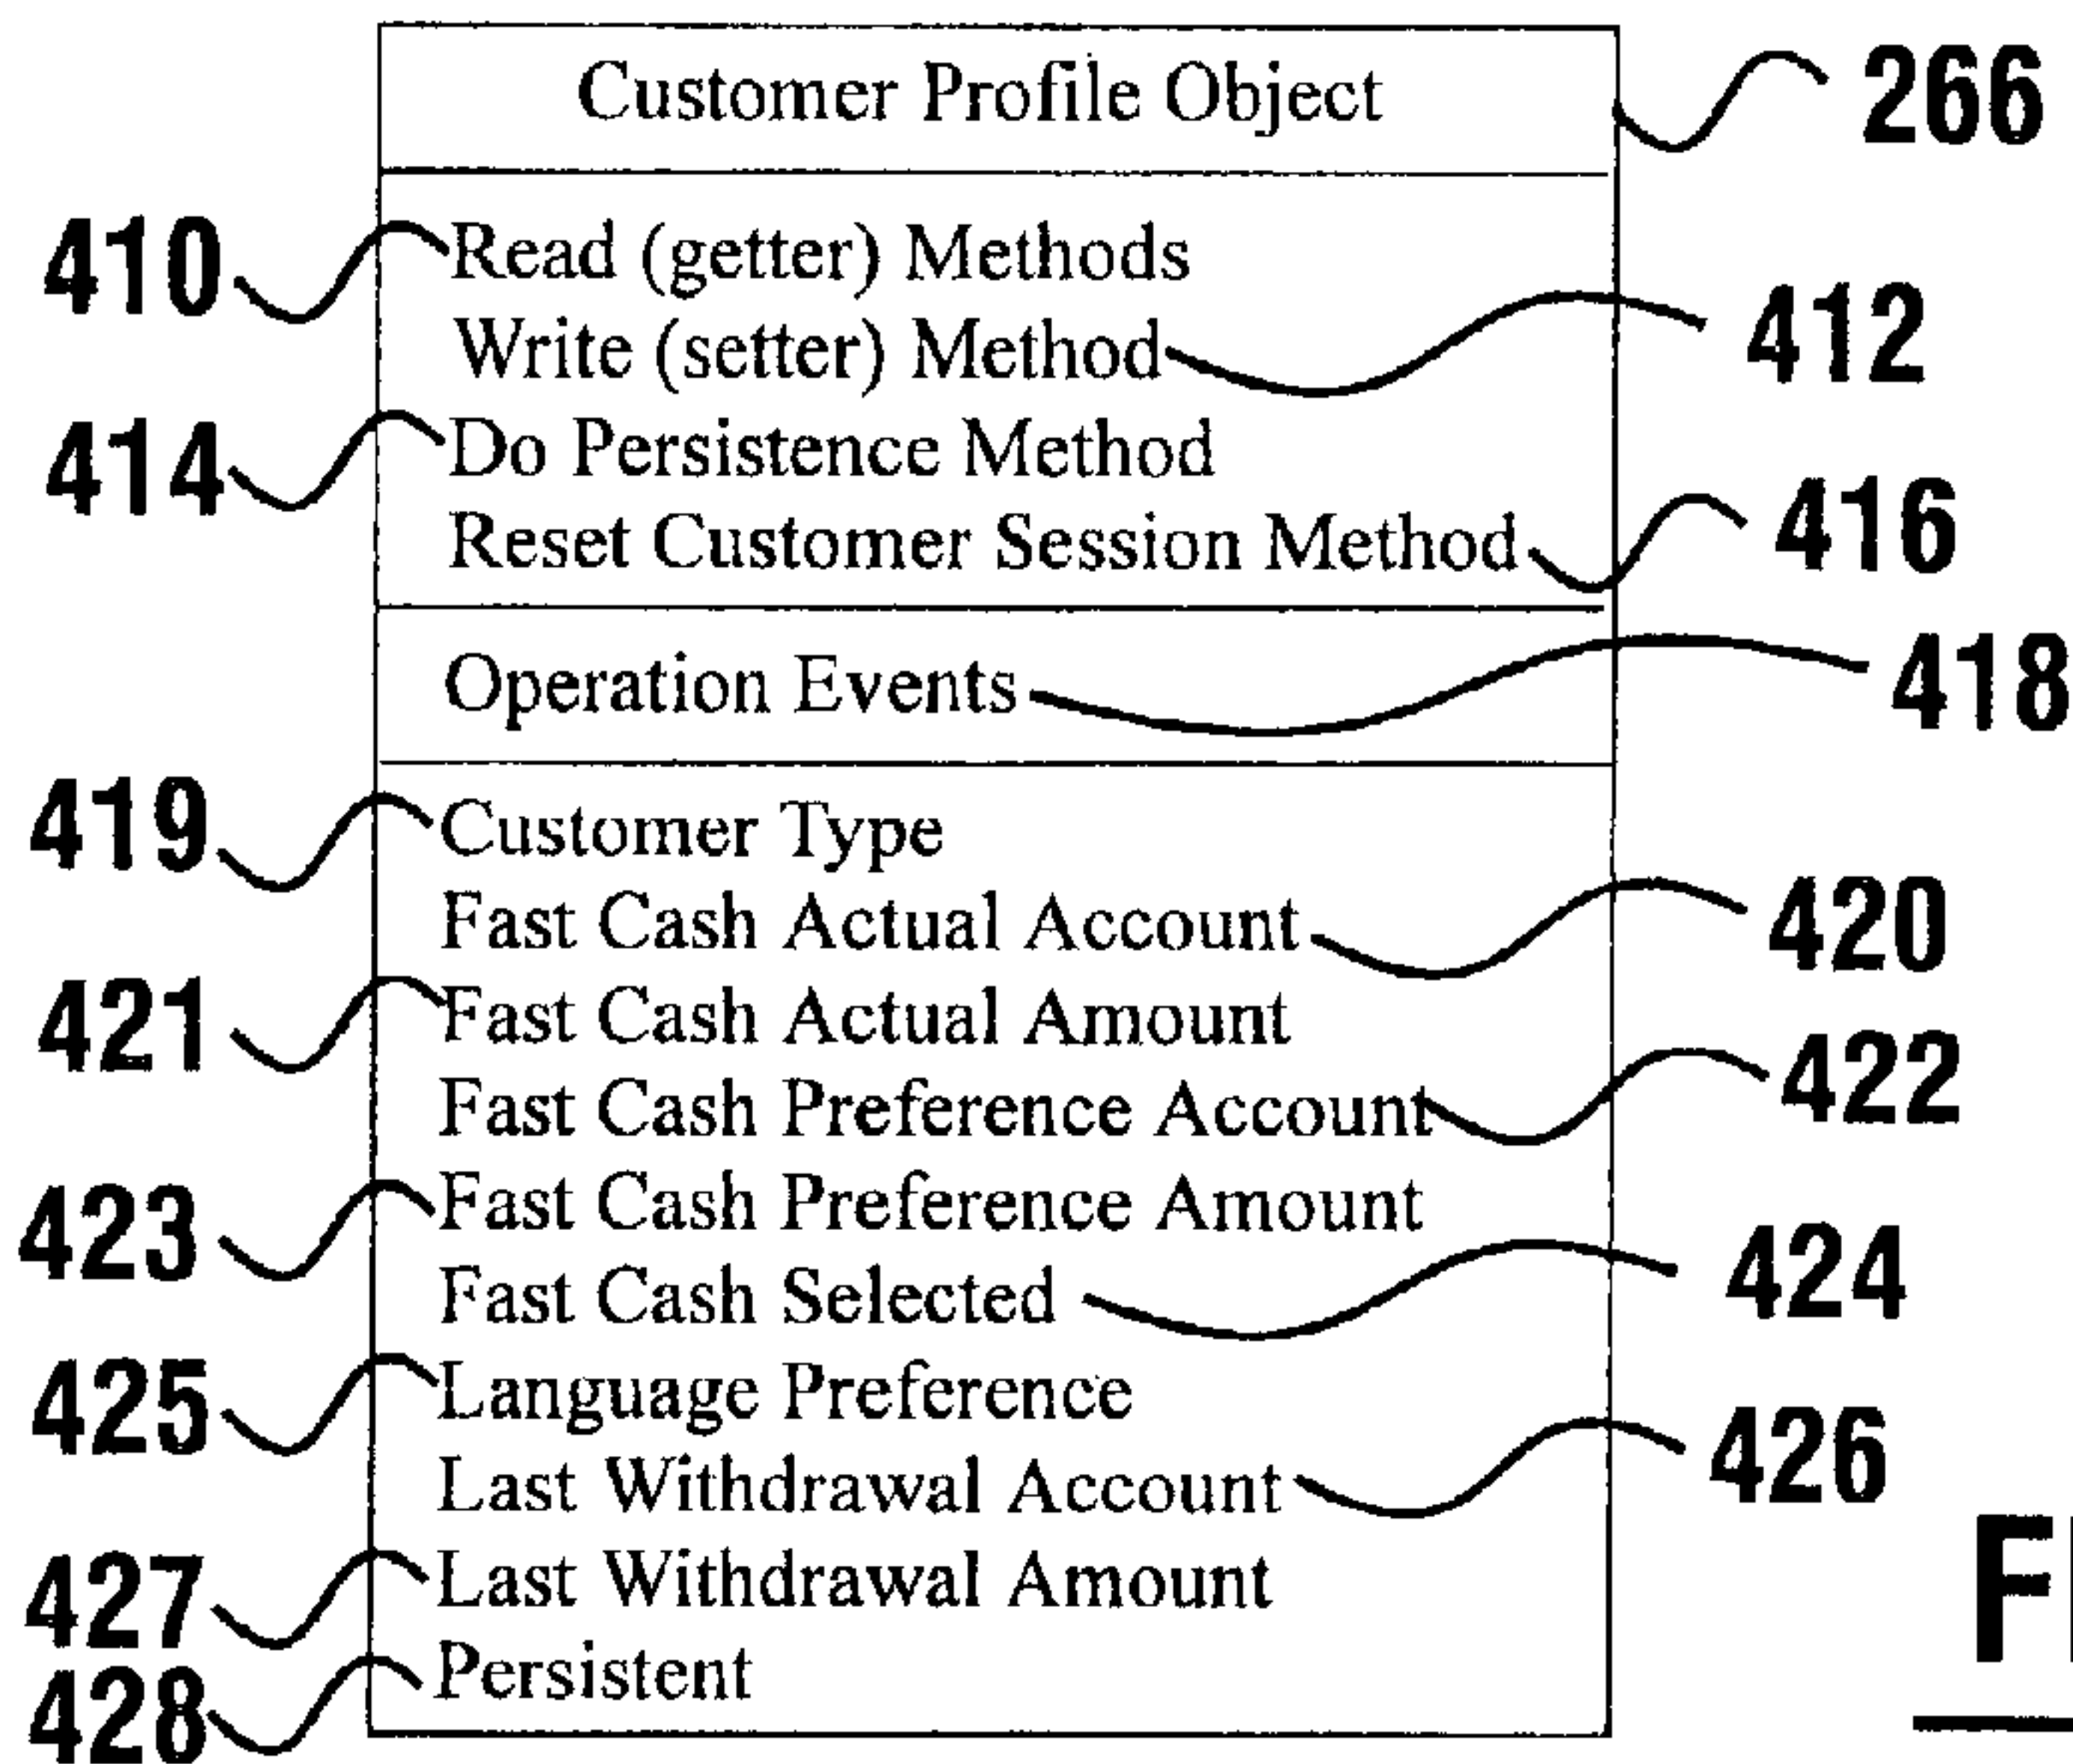 Customer Profile Object 266
410 Read (getter) Methods
Write (setter) Method 412
414 Do Persistence Method
Reset Customer Session Method 416
Operation Events 418
419 Customer Type
Fast Cash Actual Account 420
421 Fast Cash Actual Amount
Fast Cash Preference Account 422
423 Fast Cash Preference Amount
Fast Cash Selected 424
425 Language Preference
Last Withdrawal Account 426
427 Last Withdrawal Amount
428 Persistent